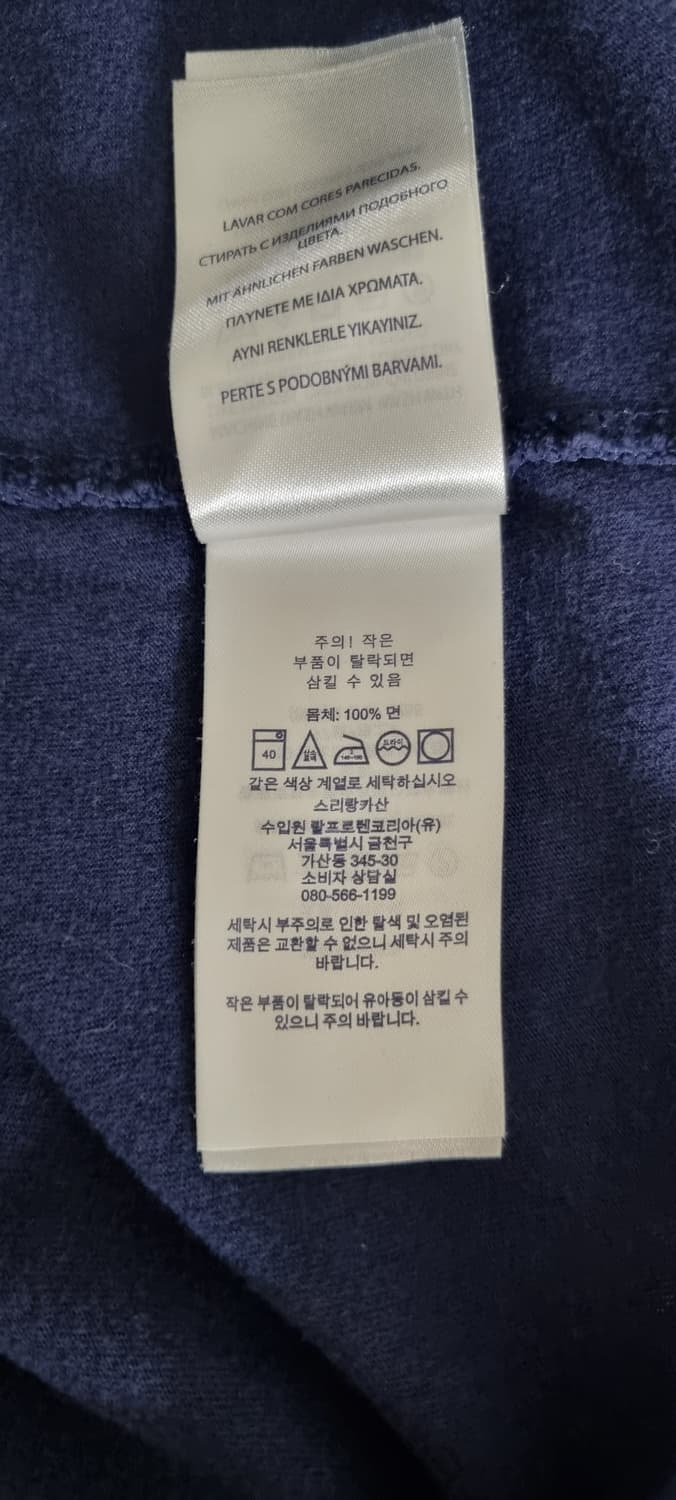 LAVAR COM CORES PARECIDAS.
СТИРАТЬ С ИЗДЕЛИЯМИ ПОДОБНОГО
ЦВЕТА.
MIT ÄHNLICHEN FARBEN WASCHEN.
ΠΛΥΝΕΤΕ ΜΕ ΙΔΙΑ ΧΡΩΜΑΤΑ.
AYNI RENKLERLE YIKAYINIZ.
PERTE S PODOBNÝMI BARVAMI.
주의! 작은
부품이 탈락되면
삼킬 수 있음
몸체: 100% 면
40 드라이
같은 색상 계열로 세탁하십시오
스리랑카산
수입원 랄프로렌코리아(유)
서울특별시 금천구
가산동 345-30
소비자 상담실
080-566-1199
세탁시 부주의로 인한 탈색 및 오염된
제품은 교환할 수 없으니 세탁시 주의
바랍니다.
작은 부품이 탈락되어 유아동이 삼킬 수
있으니 주의 바랍니다.